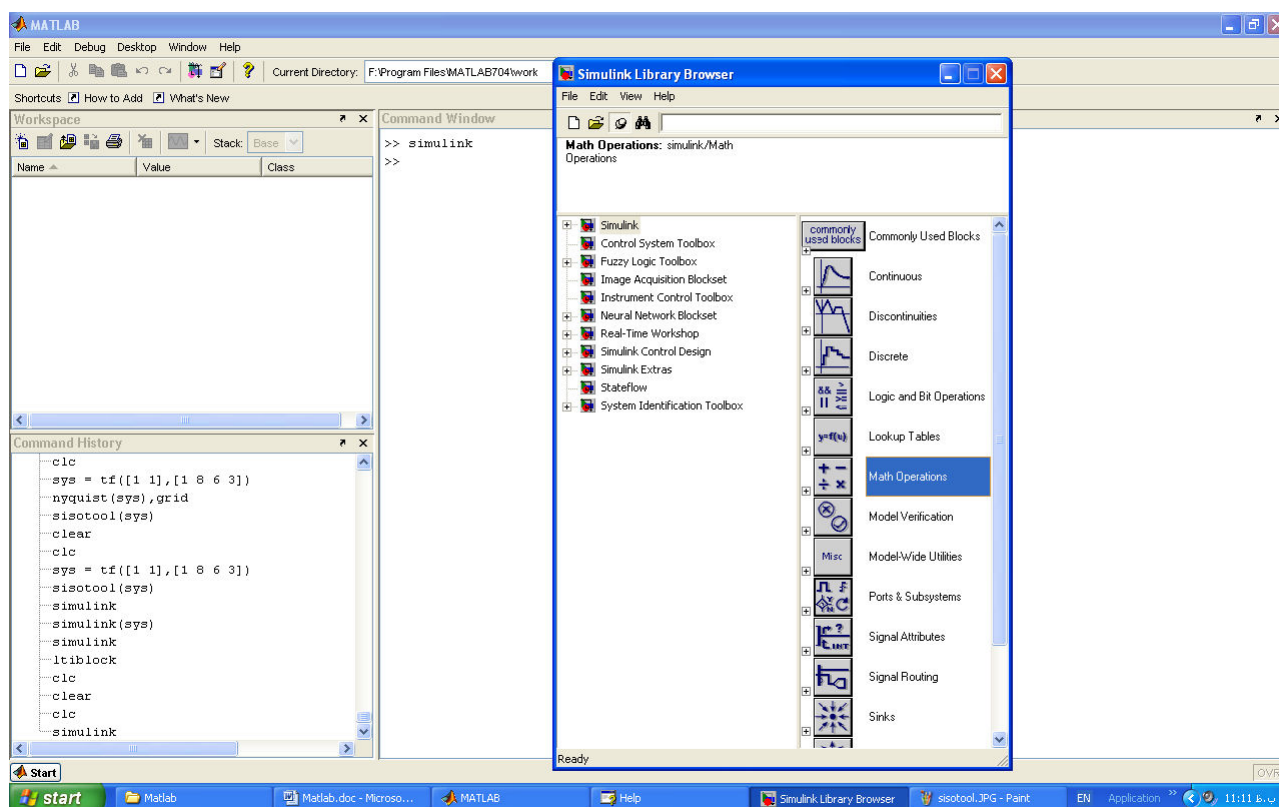 MATLAB
File Edit Debug Desktop Window Help
Current Directory: F:\Program Files\MATLAB704\work
Shortcuts How to Add What's New
Workspace
Stack: Base
Name Value Class
Command History
clc
sys = tf([1 1],[1 8 6 3])
nyquist(sys),grid
sisotool(sys)
clear
clc
sys = tf([1 1],[1 8 6 3])
sisotool(sys)
simulink
simulink(sys)
simulink
ltiblock
clc
clear
clc
simulink
Command Window
>> simulink
>>
Simulink Library Browser
File Edit View Help
Math Operations: simulink/Math
Operations
Simulink
Control System Toolbox
Fuzzy Logic Toolbox
Image Acquisition Blockset
Instrument Control Toolbox
Neural Network Blockset
Real-Time Workshop
Simulink Control Design
Simulink Extras
Stateflow
System Identification Toolbox
commonly
used blocks Commonly Used Blocks
Continuous
Discontinuities
Discrete
Logic and Bit Operations
y=f(u) Lookup Tables
Math Operations
Model Verification
Misc Model-Wide Utilities
Ports & Subsystems
Signal Attributes
Signal Routing
Sinks
Ready
Start
OVR
start Matlab Matlab.doc - Microso... MATLAB Help Simulink Library Browser sisotool.JPG - Paint EN Application 11:11 ب.ظ